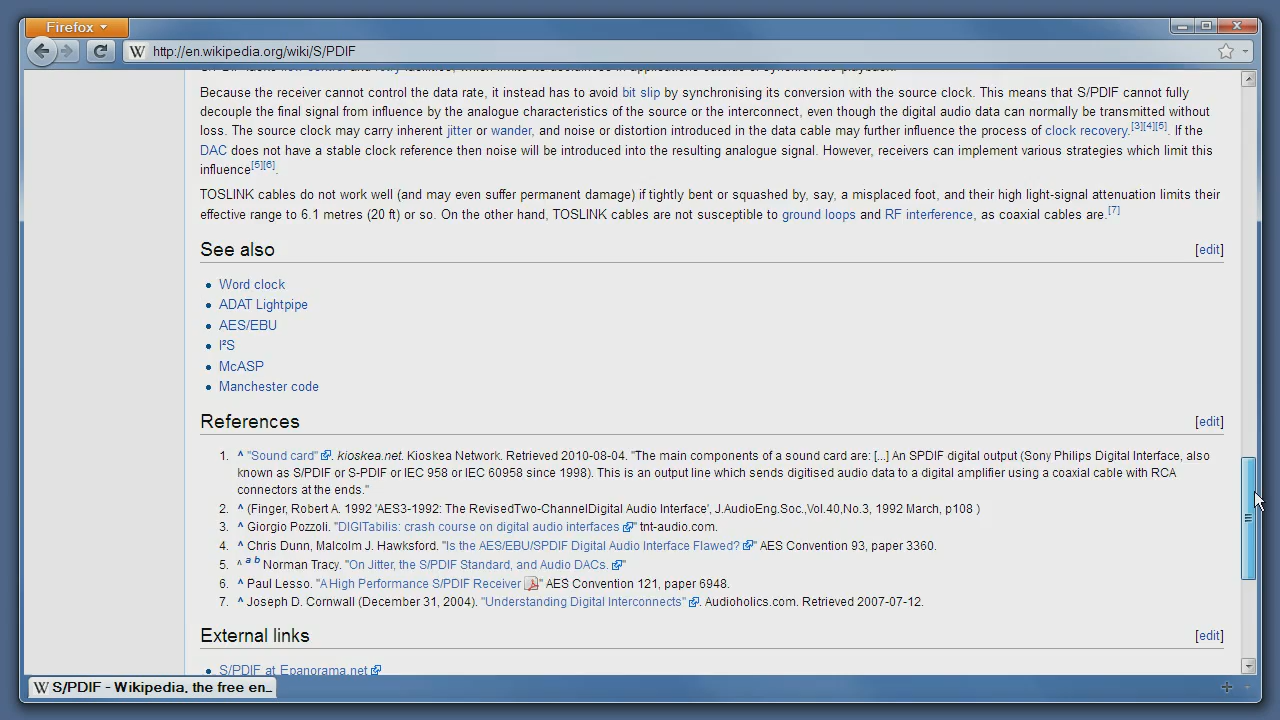 Firefox
http://en.wikipedia.org/wiki/S/PDIF
Because the receiver cannot control the data rate, it instead has to avoid bit slip by synchronising its conversion with the source clock. This means that S/PDIF cannot fully
decouple the final signal from influence by the analogue characteristics of the source or the interconnect, even though the digital audio data can normally be transmitted without
loss. The source clock may carry inherent jitter or wander, and noise or distortion introduced in the data cable may further influence the process of clock recovery.[3][4][5]. If the
DAC does not have a stable clock reference then noise will be introduced into the resulting analogue signal. However, receivers can implement various strategies which limit this
influence[5][6].
TOSLINK cables do not work well (and may even suffer permanent damage) if tightly bent or squashed by, say, a misplaced foot, and their high light-signal attenuation limits their
effective range to 6.1 metres (20 ft) or so. On the other hand, TOSLINK cables are not susceptible to ground loops and RF interference, as coaxial cables are.[7]
See also [edit]
Word clock
ADAT Lightpipe
AES/EBU
I²S
McASP
Manchester code
References [edit]
1. ^ "Sound card". kioskea.net. Kioskea Network. Retrieved 2010-08-04. "The main components of a sound card are: [...] An SPDIF digital output (Sony Philips Digital Interface, also
known as S/PDIF or S-PDIF or IEC 958 or IEC 60958 since 1998). This is an output line which sends digitised audio data to a digital amplifier using a coaxial cable with RCA
connectors at the ends."
2. ^ (Finger, Robert A. 1992 'AES3-1992: The RevisedTwo-ChannelDigital Audio Interface', J.AudioEng.Soc.,Vol.40,No.3, 1992 March, p108 )
3. ^ Giorgio Pozzoli. "DIGITabilis: crash course on digital audio interfaces" tnt-audio.com.
4. ^ Chris Dunn, Malcolm J. Hawksford. "Is the AES/EBU/SPDIF Digital Audio Interface Flawed?" AES Convention 93, paper 3360.
5. ^ a b Norman Tracy. "On Jitter, the S/PDIF Standard, and Audio DACs."
6. ^ Paul Lesso. "A High Performance S/PDIF Receiver" AES Convention 121, paper 6948.
7. ^ Joseph D. Cornwall (December 31, 2004). "Understanding Digital Interconnects". Audioholics.com. Retrieved 2007-07-12.
External links [edit]
S/PDIF at Epanorama.net
S/PDIF - Wikipedia, the free en...